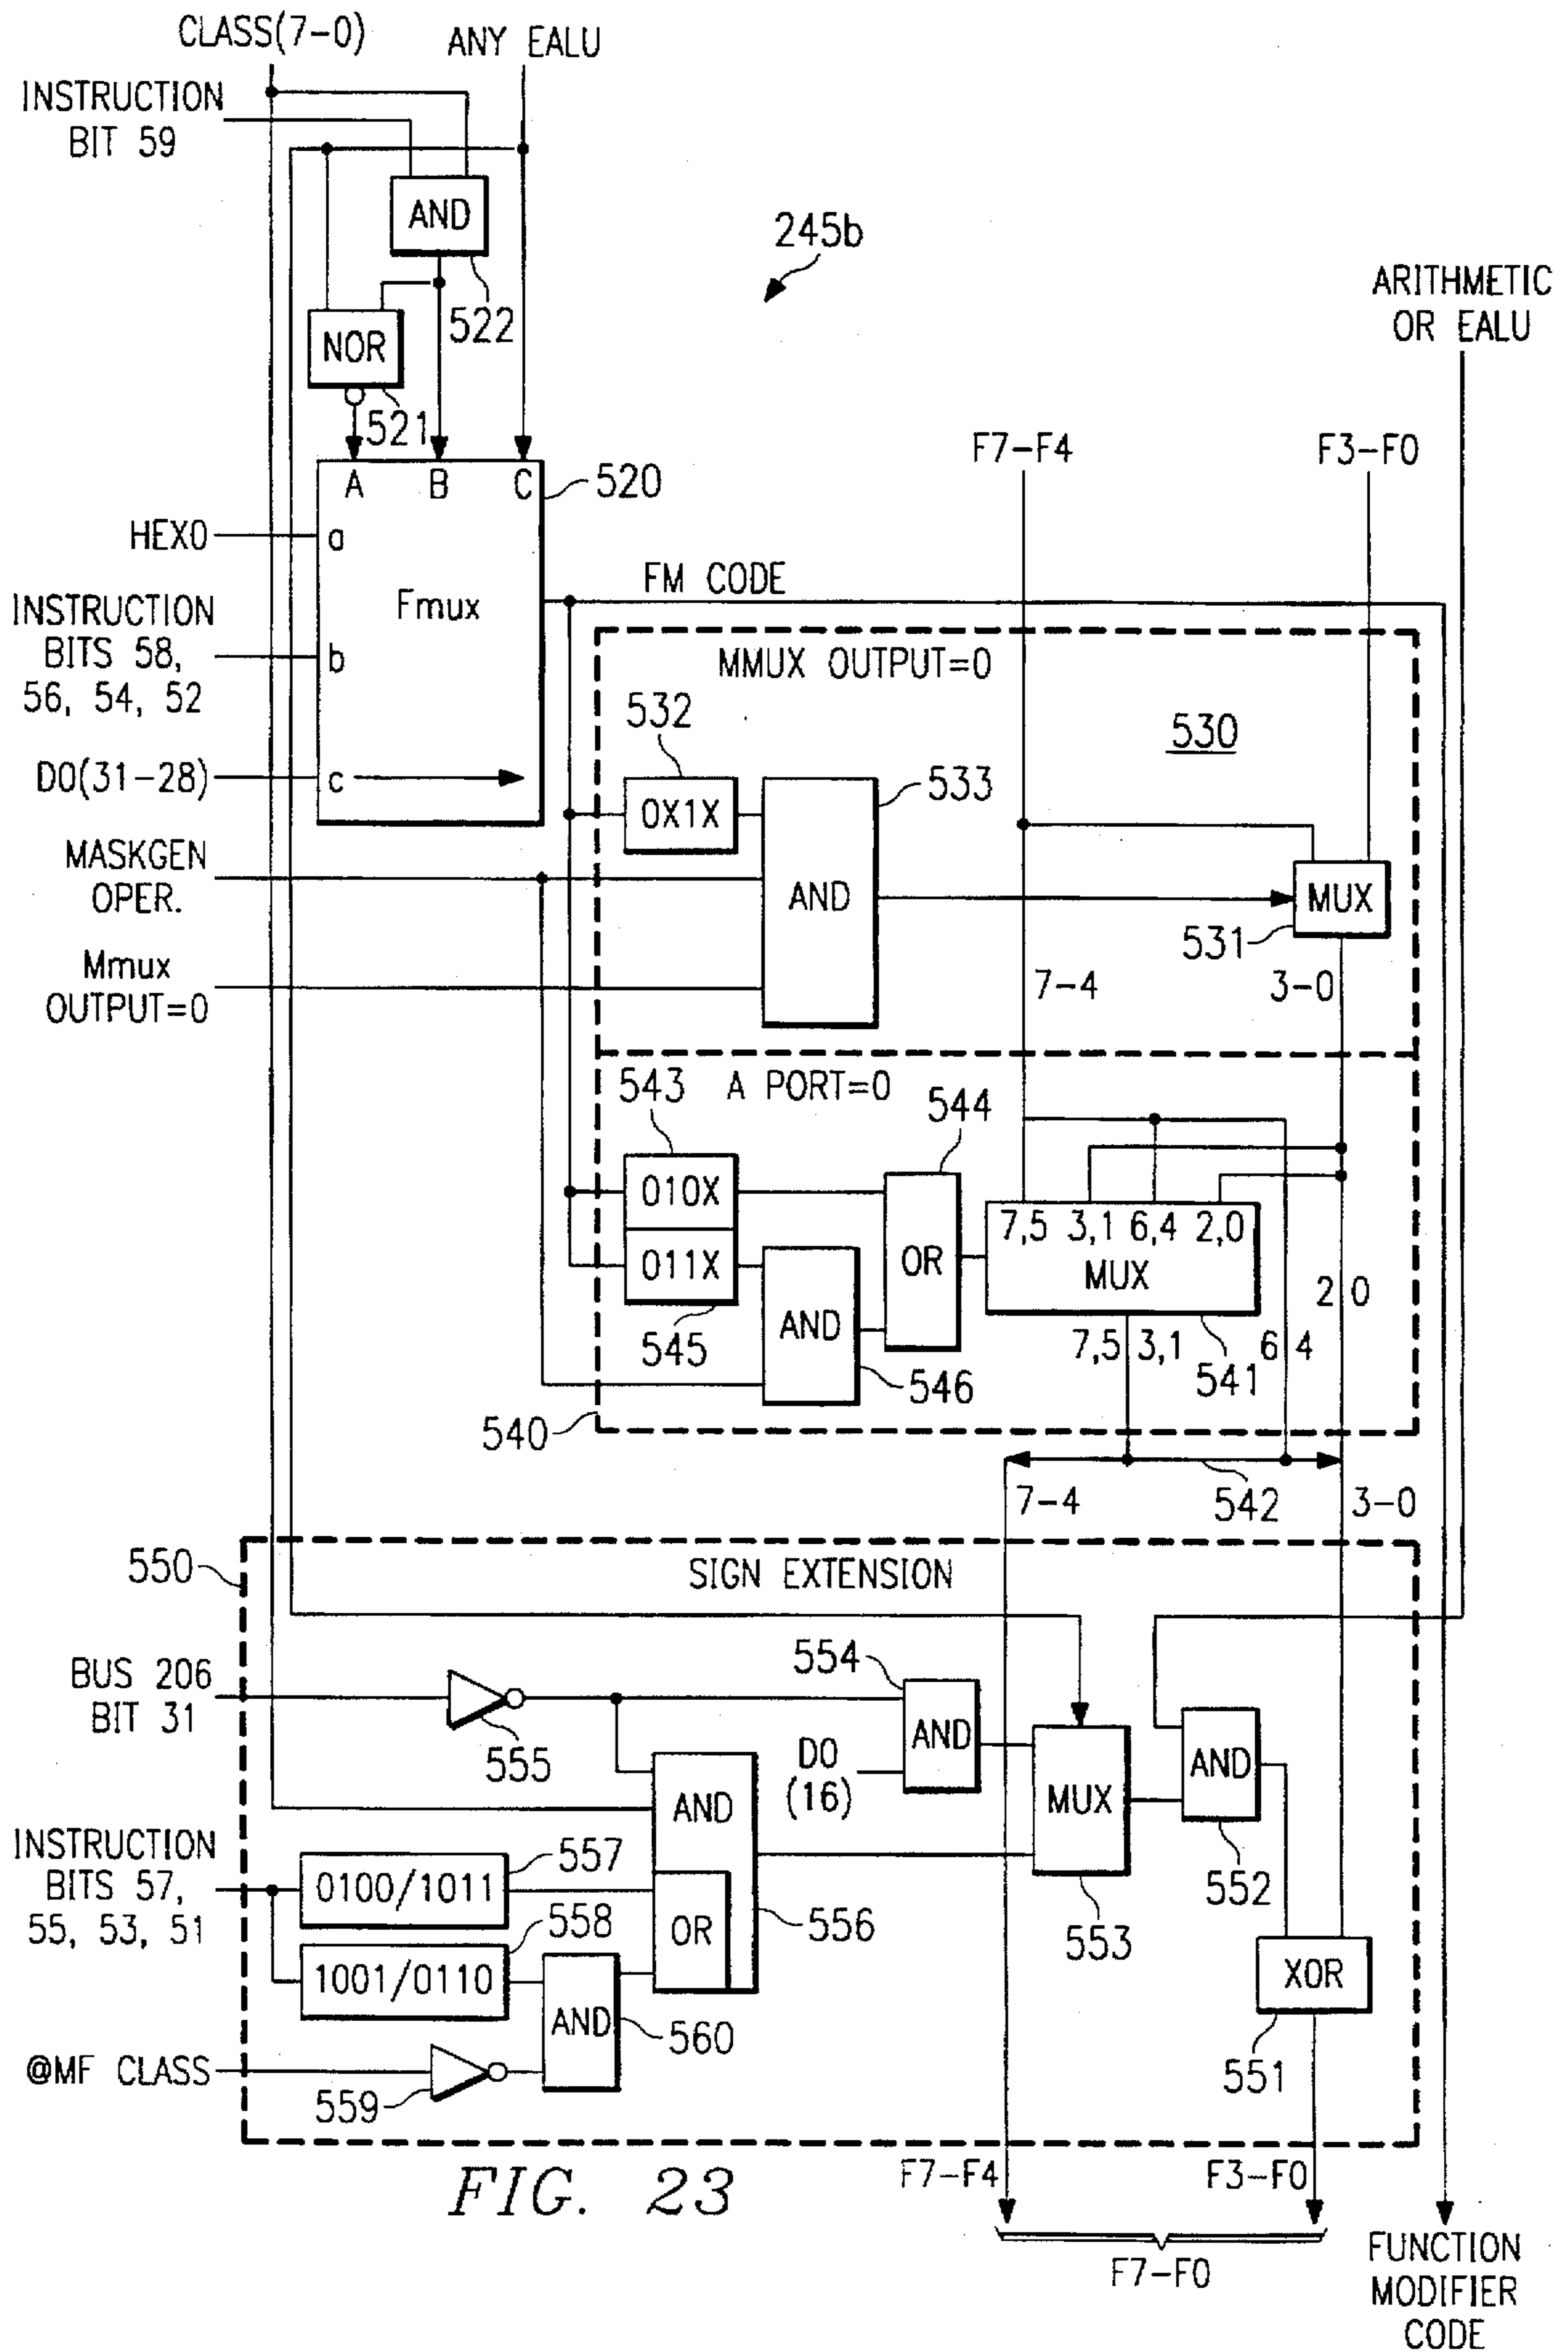 CLASS(7-0)
ANY EALU
INSTRUCTION
BIT 59
AND
522
NOR
521
245b
ARITHMETIC
OR EALU
F7-F4
F3-F0
A B C
520
HEX0
a
FM CODE
Fmux
INSTRUCTION
BITS 58,
56, 54, 52
b
MMUX OUTPUT=0
530
532
D0(31-28)
c
0X1X
533
MASKGEN
OPER.
AND
MUX
531
Mmux
OUTPUT=0
7-4
3-0
543
A PORT=0
544
010X
7,5 3,1 6,4 2,0
011X
OR
MUX
2 0
AND
545
7,5 3,1
6 4
541
546
540
7-4
542
3-0
550
SIGN EXTENSION
554
BUS 206
BIT 31
555
AND
D0
(16)
AND
MUX
AND
552
INSTRUCTION
BITS 57,
55, 53, 51
557
0100/1011
558
OR
556
553
1001/0110
XOR
AND
560
@MF CLASS
559
551
FIG. 23
F7-F4
F3-F0
F7-F0
FUNCTION
MODIFIER
CODE